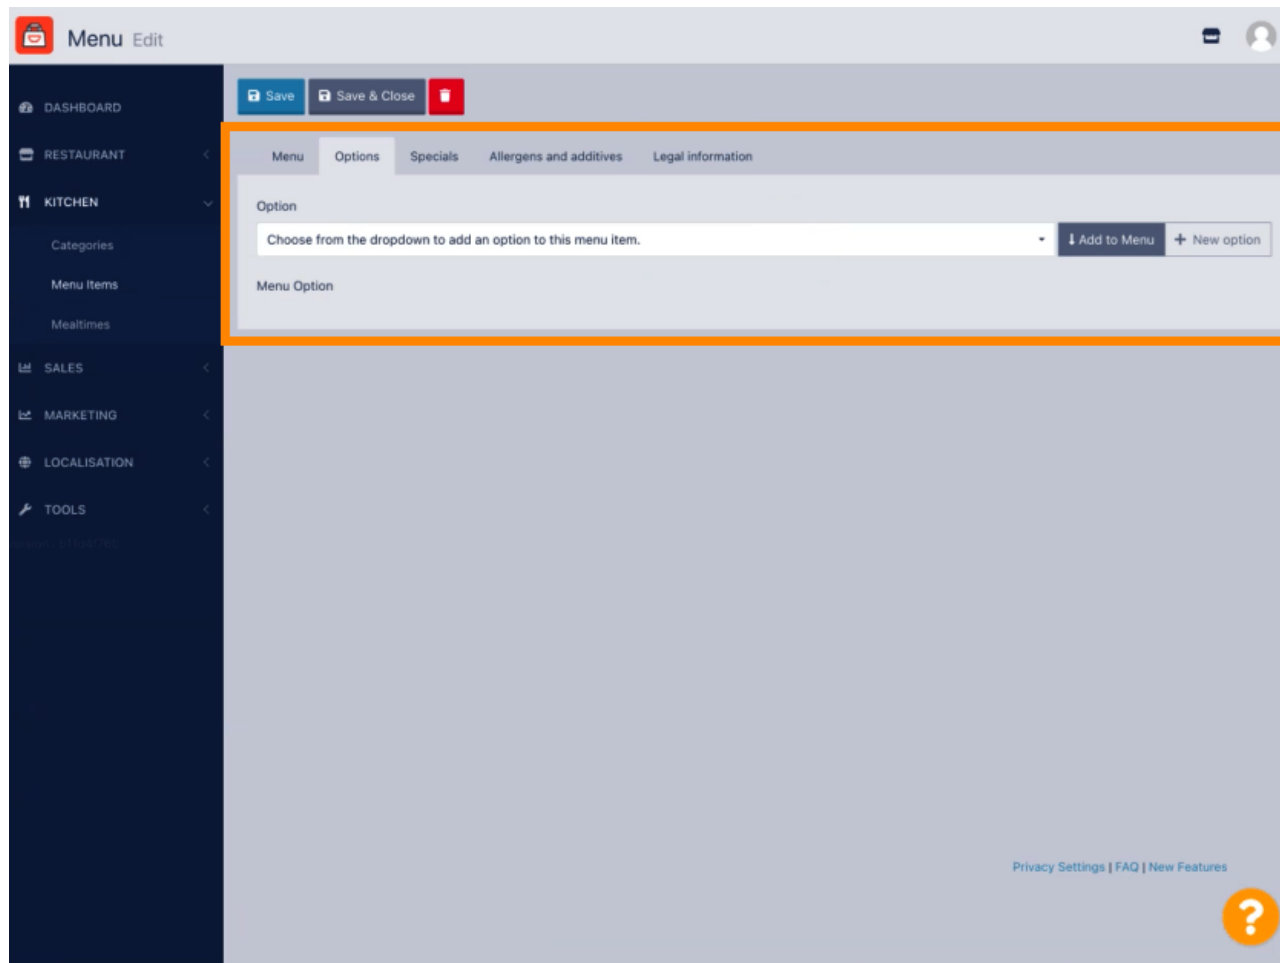 Menu Edit
DASHBOARD
RESTAURANT
KITCHEN
Categories
Menu Items
Mealtimes
SALES
MARKETING
LOCALISATION
TOOLS
Save
Save & Close
Menu
Options
Specials
Allergens and additives
Legal information
Option
Choose from the dropdown to add an option to this menu item.
Add to Menu
+ New option
Menu Option
Privacy Settings | FAQ | New Features
?